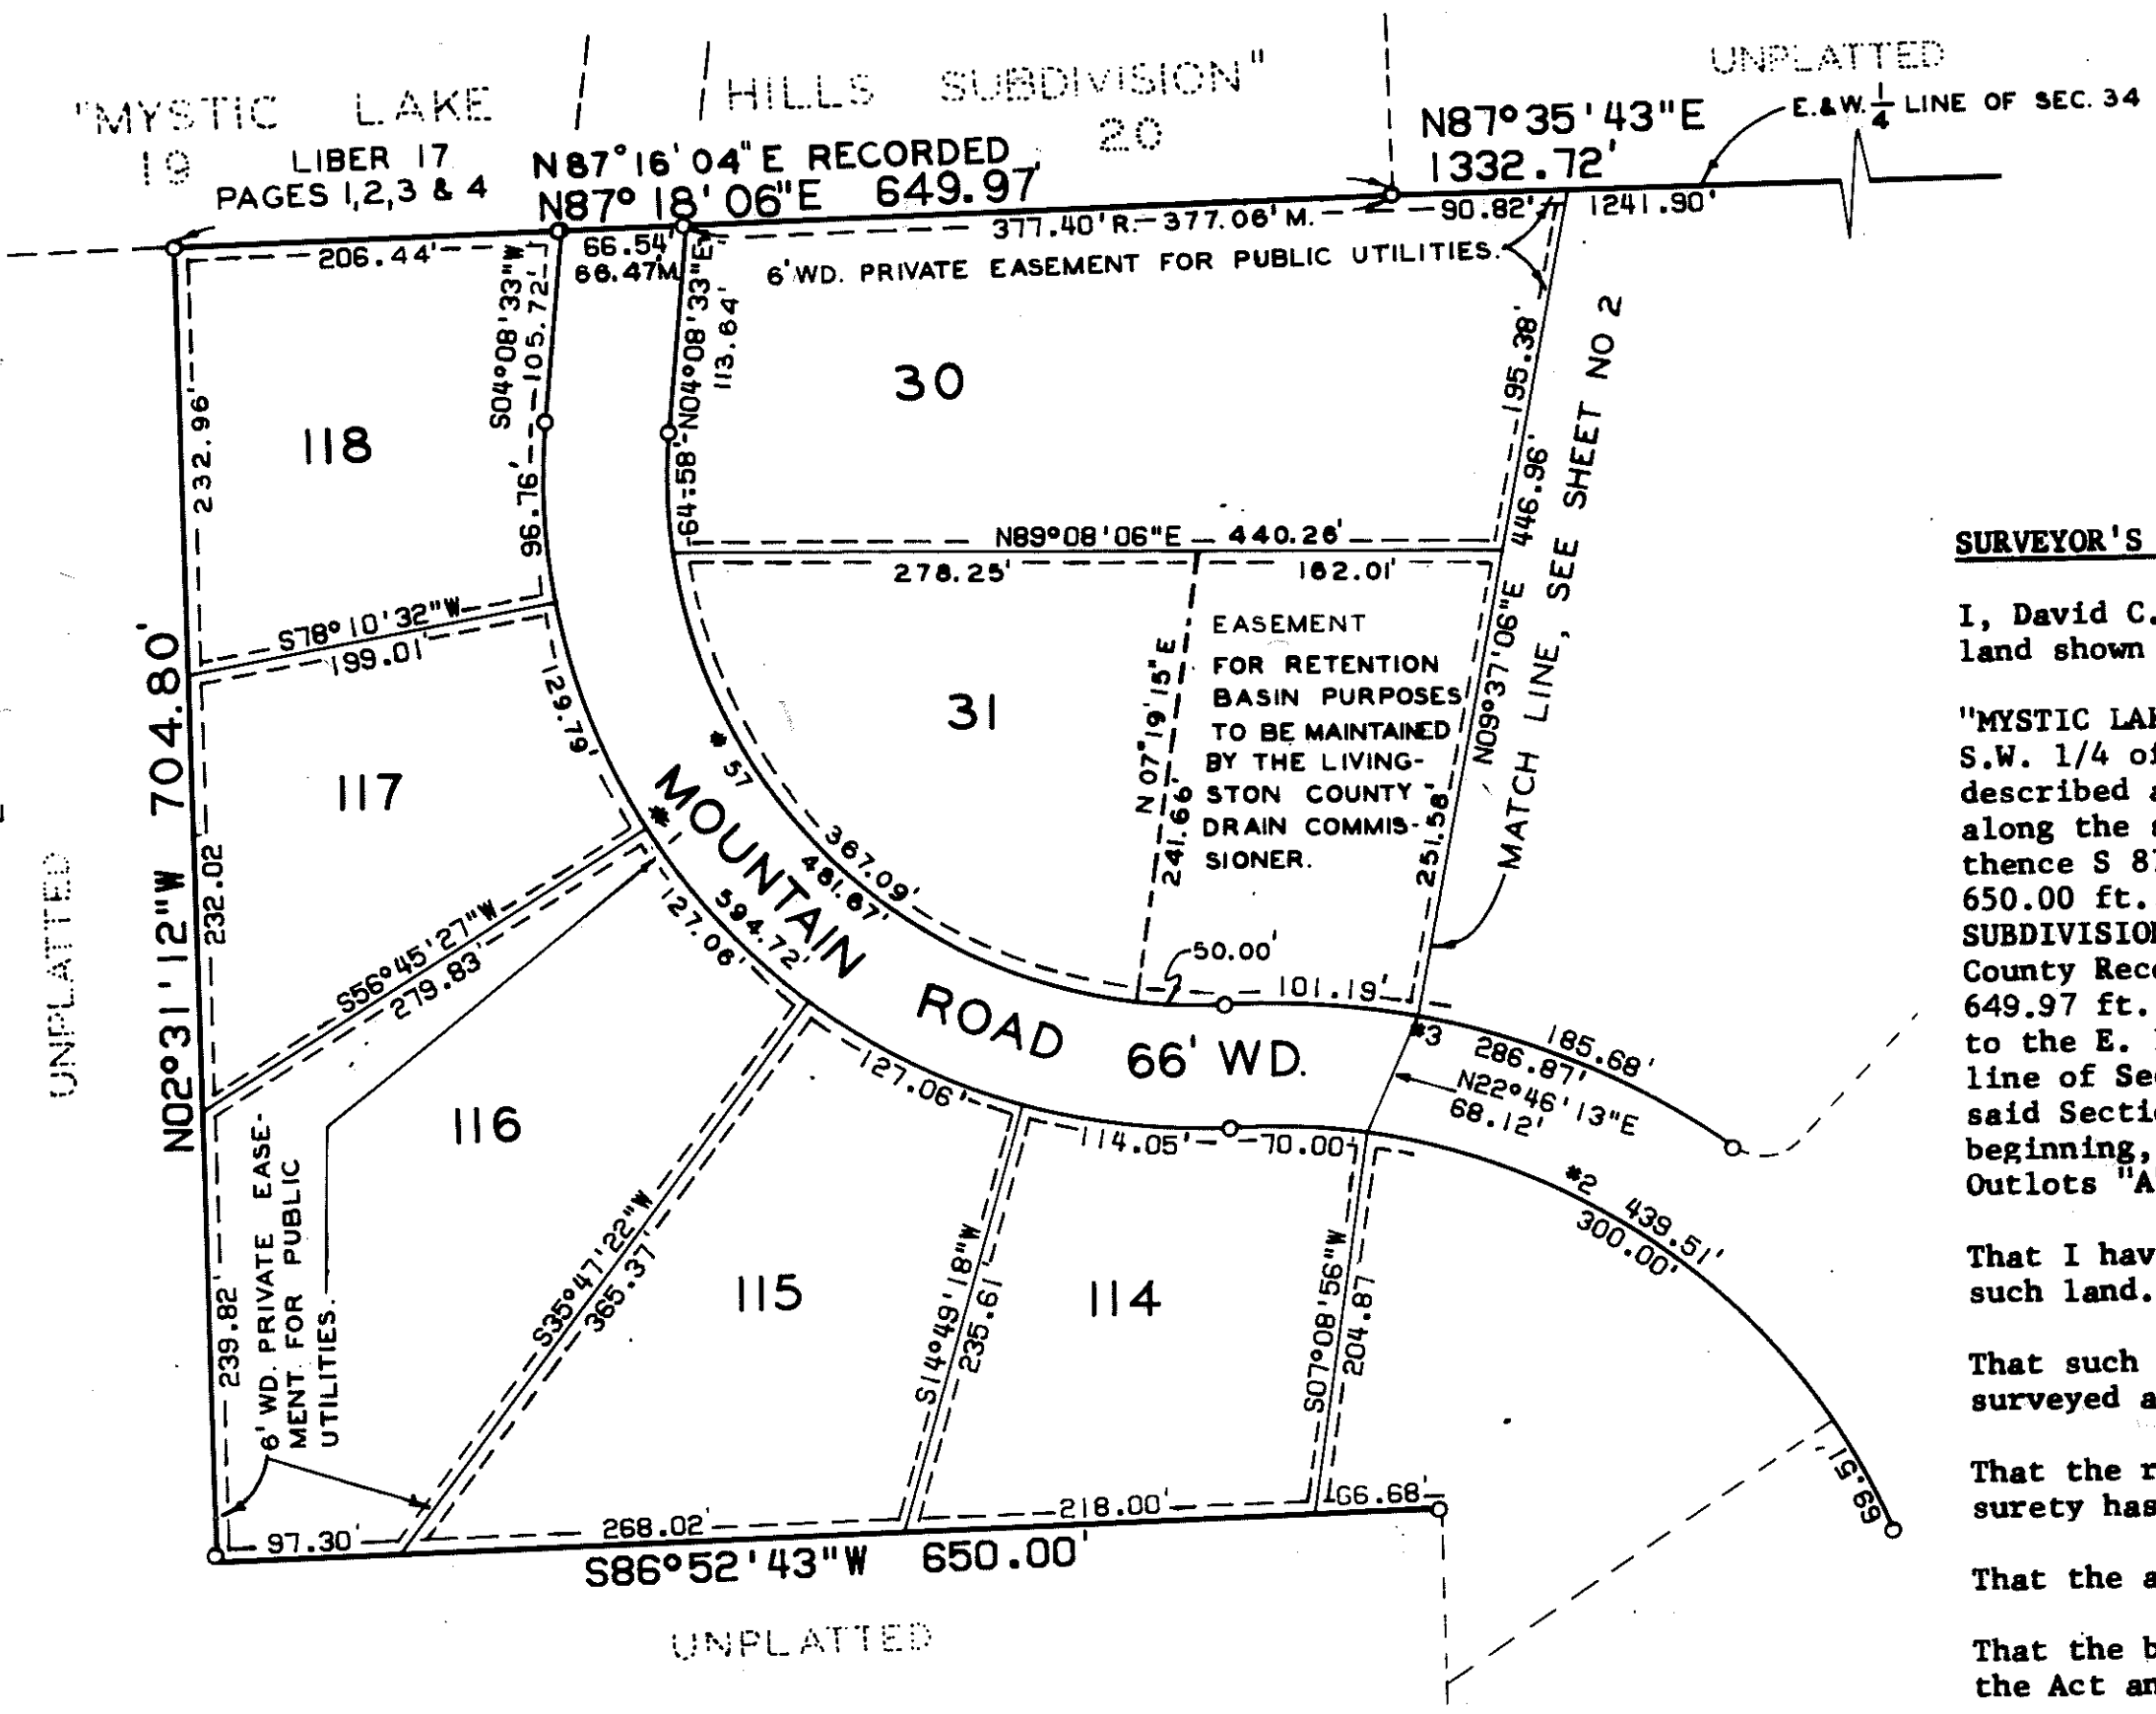 "MYSTIC LAKE HILLS SUBDIVISION"
19
20
UNPLATTED
LIBER 17
PAGES 1,2,3 & 4
N87°16'04"E RECORDED
N87°18'06"E 649.97'
N87°35'43"E
1332.72'
E.&W. 1/4 LINE OF SEC. 34
206.44'
66.54'
66.47'M.
377.40'R.-377.06'M.
90.82'
1241.90'
6'WD. PRIVATE EASEMENT FOR PUBLIC UTILITIES.
S04°08'33"W
105.72'
N04°08'33"E
113.64'
232.96'
118
96.76'
64.58'
30
195.38'
446.96'
N09°37'06"E
MATCH LINE, SEE SHEET NO 2
N89°08'06"E 440.26'
278.25'
162.01'
S78°10'32"W
199.01'
N02°31'12"W 704.80'
117
129.79'
31
N07°19'15"E
241.66'
EASEMENT
FOR RETENTION
BASIN PURPOSES
TO BE MAINTAINED
BY THE LIVING-
STON COUNTY
DRAIN COMMIS-
SIONER.
251.58'
* 57
*1
MOUNTAIN ROAD 66' WD.
367.09'
481.67'
594.72'
232.02
127.06'
S56°45'27"W
279.83'
UNPLATTED
50.00'
101.19'
*3
185.68'
286.87'
N22°46'13"E
68.12'
127.06'
114.05'
70.00'
116
6' WD. PRIVATE EASE-
MENT FOR PUBLIC
UTILITIES.
239.82'
S35°47'22"W
365.37'
115
S14°49'18"W
235.61'
114
S07°08'56"W
204.87
*2 439.51'
300.00'
69.51'
97.30'
268.02'
218.00'
66.68'
S86°52'43"W 650.00'
UNPLATTED
SURVEYOR'S
I, David C.
land shown
"MYSTIC LAK
S.W. 1/4 of
described a
along the s
thence S 87
650.00 ft.
SUBDIVISION
County Reco
649.97 ft.
to the E.
line of Sec
said Sectio
beginning,
Outlots "A
That I hav
such land.
That such
surveyed a
That the r
surety has
That the a
That the b
the Act an